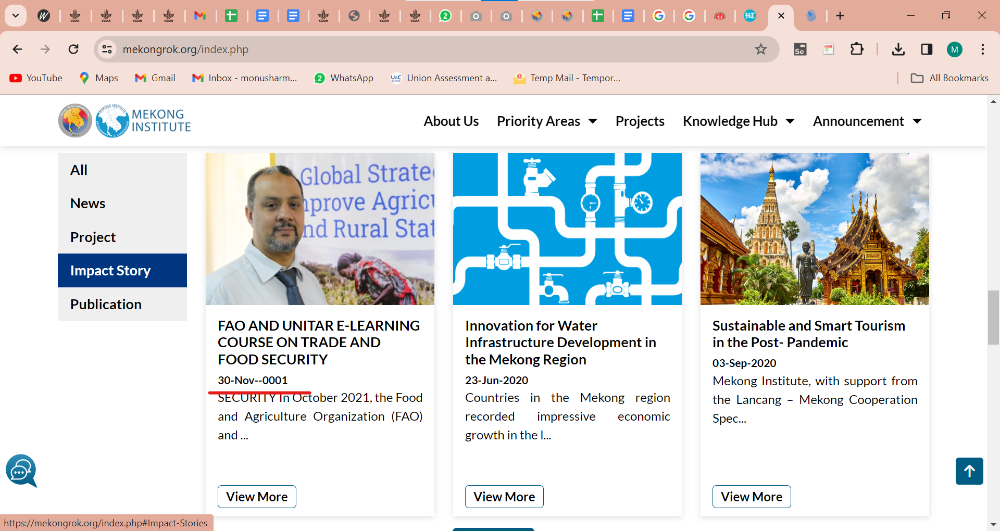 mekongrok.org/index.php
Se
M
YouTube
Maps
Gmail
Inbox - monusharm...
WhatsApp
Union Assessment a...
Temp Mail - Tempor...
All Bookmarks
MEKONG
INSTITUTE
About Us
Priority Areas
Projects
Knowledge Hub
Announcement
All
News
Project
Impact Story
Publication
Global Strate
mprove Agricu
nd Rural Stat
FAO AND UNITAR E-LEARNING
COURSE ON TRADE AND
FOOD SECURITY
30-Nov--0001
SECURITY In October 2021, the Food
and Agriculture Organization (FAO)
and ...
View More
Innovation for Water
Infrastructure Development in
the Mekong Region
23-Jun-2020
Countries in the Mekong region
recorded impressive economic
growth in the l...
View More
Sustainable and Smart Tourism
in the Post- Pandemic
03-Sep-2020
Mekong Institute, with support from
the Lancang – Mekong Cooperation
Spec...
View More
https://mekongrok.org/index.php#Impact-Stories